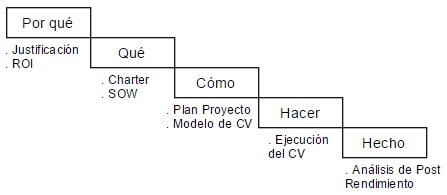 Por qué
. Justificación
. ROI
Qué
. Charter
. SOW
Cómo
. Plan Proyecto
. Modelo de CV
Hacer
. Ejecución
del CV
Hecho
. Análisis de Post
Rendimiento